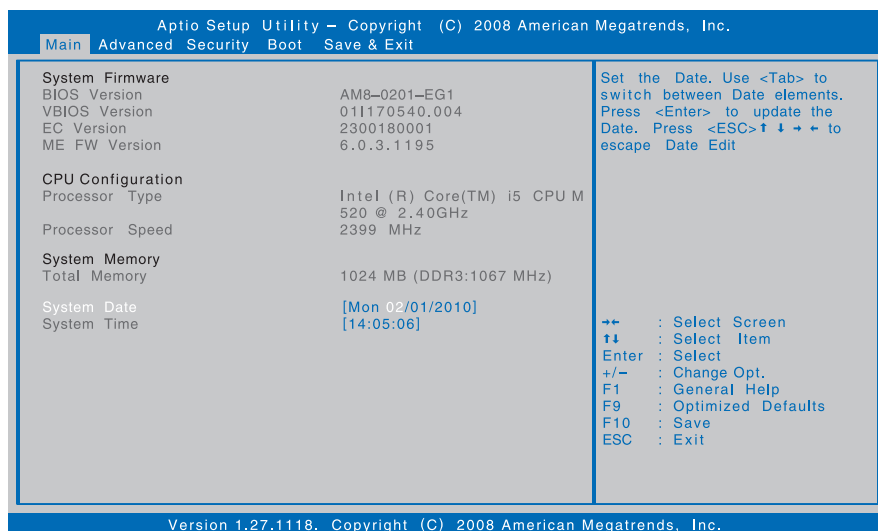 Aptio Setup Utility – Copyright (C) 2008 American Megatrends, Inc.
Main Advanced Security Boot Save & Exit
System Firmware
BIOS Version AM8–0201–EG1
VBIOS Version 01I170540.004
EC Version 2300180001
ME FW Version 6.0.3.1195
CPU Configuration
Processor Type Intel (R) Core(TM) i5 CPU M
520 @ 2.40GHz
Processor Speed 2399 MHz
System Memory
Total Memory 1024 MB (DDR3:1067 MHz)
System Date [Mon 02/01/2010]
System Time [14:05:06]
Set the Date. Use <Tab> to
switch between Date elements.
Press <Enter> to update the
Date. Press <ESC>↑ ↓ → ← to
escape Date Edit
→← : Select Screen
↑↓ : Select Item
Enter : Select
+/– : Change Opt.
F1 : General Help
F9 : Optimized Defaults
F10 : Save
ESC : Exit
Version 1.27.1118. Copyright (C) 2008 American Megatrends, Inc.